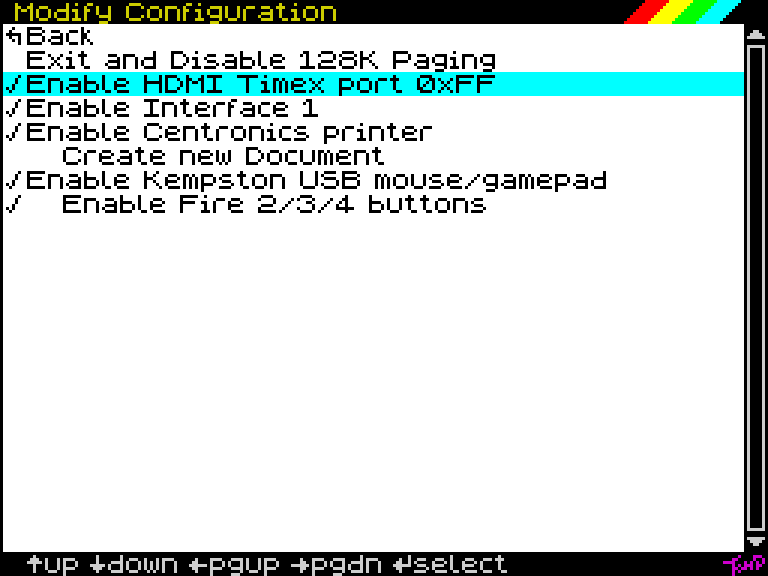 Modify Configuration
↰Back
Exit and Disable 128K Paging
✓Enable HDMI Timex port 0xFF
✓Enable Interface 1
✓Enable Centronics printer
Create new Document
✓Enable Kempston USB mouse/gamepad
✓ Enable Fire 2/3/4 buttons
↑up ↓down ←pgup →pgdn ↵select